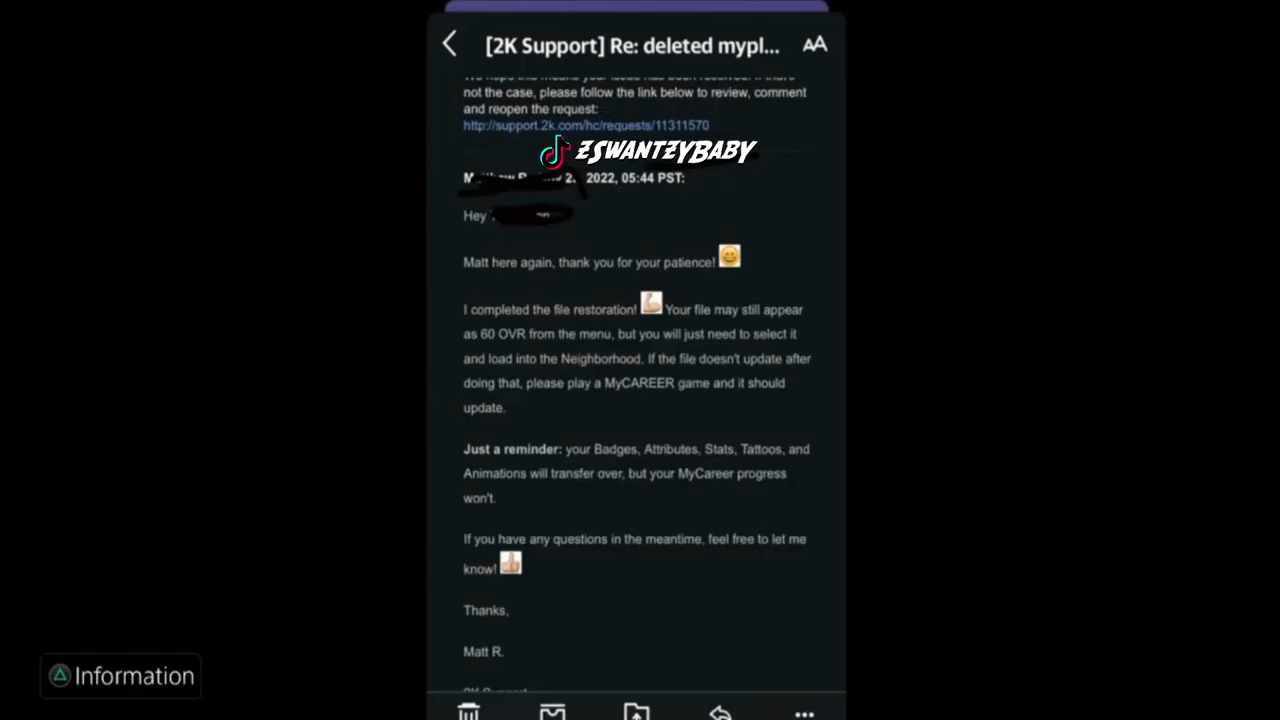 [2K Support] Re: deleted mypl... AA
not the case, please follow the link below to review, comment
and reopen the request:
http://support.2k.com/hc/requests/11311570
ZSWANTZYBABY
2022, 05:44 PST:
Hey
Matt here again, thank you for your patience!
I completed the file restoration! Your file may still appear
as 60 OVR from the menu, but you will just need to select it
and load into the Neighborhood. If the file doesn't update after
doing that, please play a MyCAREER game and it should
update.
Just a reminder: your Badges, Attributes, Stats, Tattoos, and
Animations will transfer over, but your MyCareer progress
won't.
If you have any questions in the meantime, feel free to let me
know!
Thanks,
Matt R.
Information